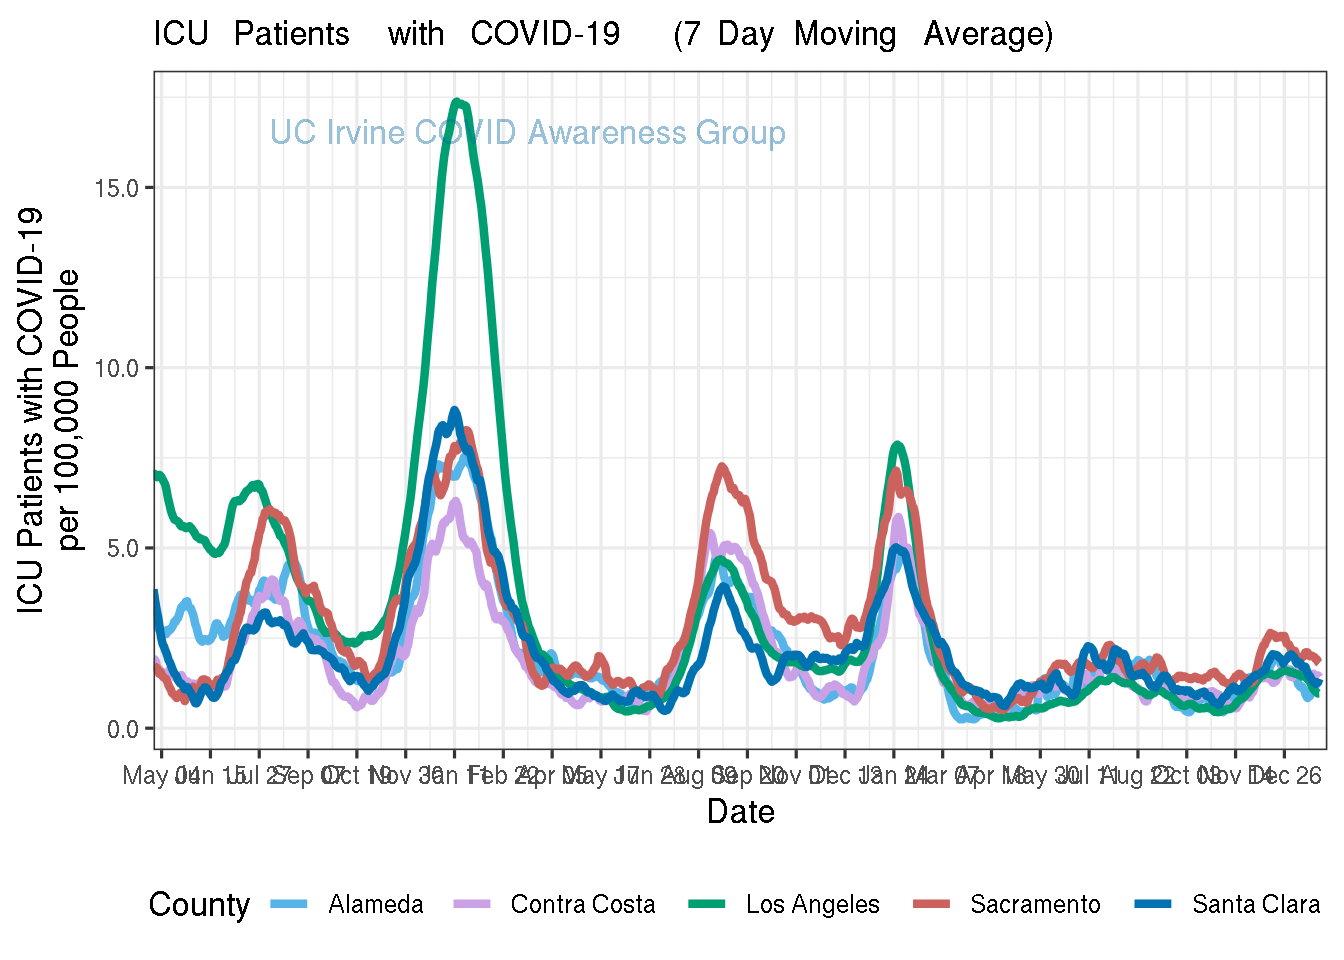 ICU Patients with COVID-19 (7 Day Moving Average)
UC Irvine COVID Awareness Group
ICU Patients with COVID-19
per 100,000 People
15.0
10.0
5.0
0.0
May 04 Jun 15 Jul 27 Sep 07 Oct 19 Nov 30 Jan 11 Feb 22 Apr 05 May 17 Jun 28 Aug 09 Sep 20 Nov 01 Dec 13 Jan 24 Mar 07 Apr 18 May 30 Jul 11 Aug 22 Oct 03 Nov 14 Dec 26
Date
County Alameda Contra Costa Los Angeles Sacramento Santa Clara